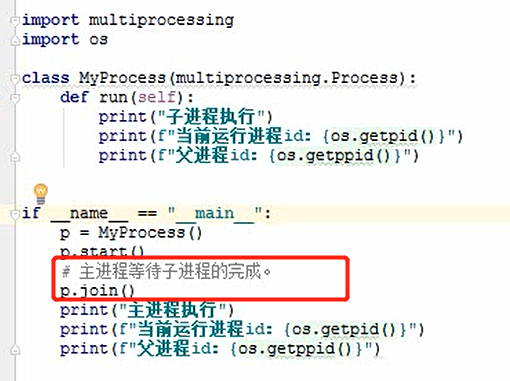 import multiprocessing
import os
class MyProcess(multiprocessing.Process):
    def run(self):
        print("子进程执行")
        print(f"当前运行进程id: {os.getpid()}")
        print(f"父进程id: {os.getppid()}")
if __name__ == "__main__":
    p = MyProcess()
    p.start()
    # 主进程等待子进程的完成。
    p.join()
    print("主进程执行")
    print(f"当前运行进程id: {os.getpid()}")
    print(f"父进程id: {os.getppid()}")